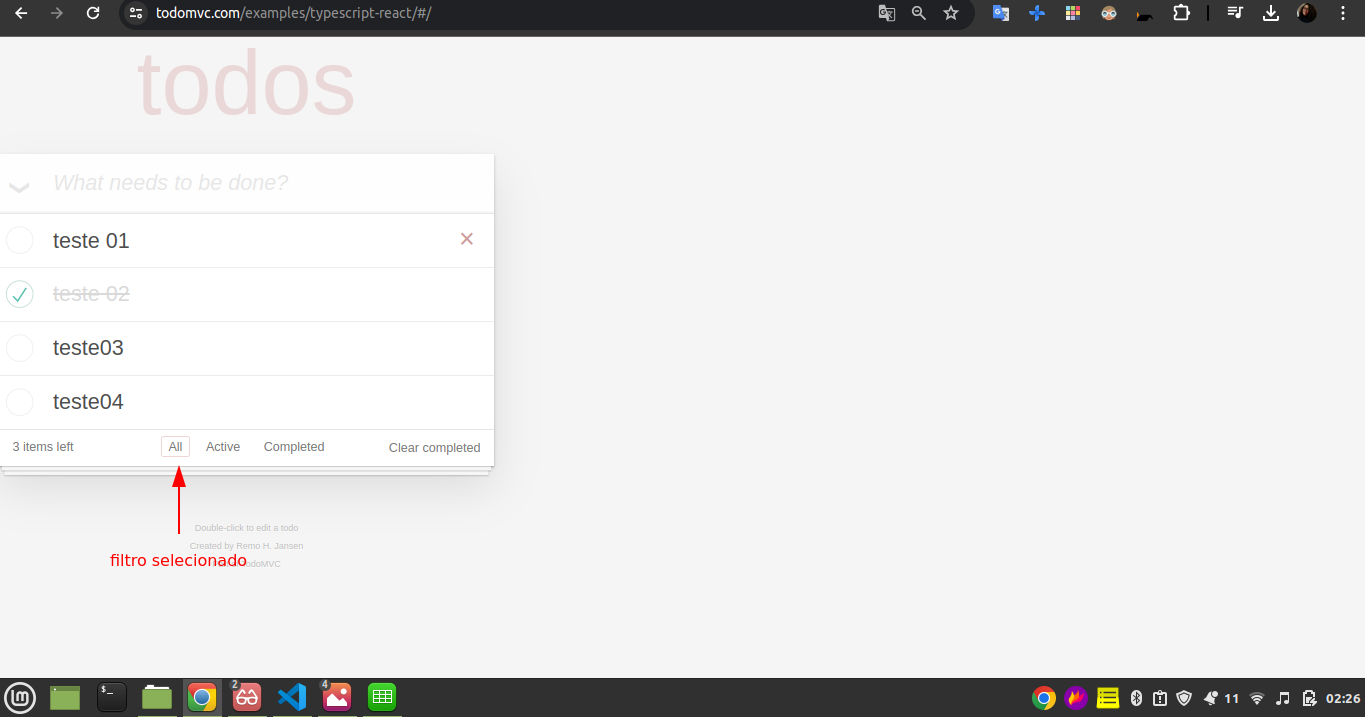 todomvc.com/examples/typescript-react/#/
todos
What needs to be done?
teste 01
teste 02
teste03
teste04
3 items left
All
Active
Completed
Clear completed
Double-click to edit a todo
Created by Remo H. Jansen
filtro selecionado
TodoMVC
$_
2
4
11
02:26